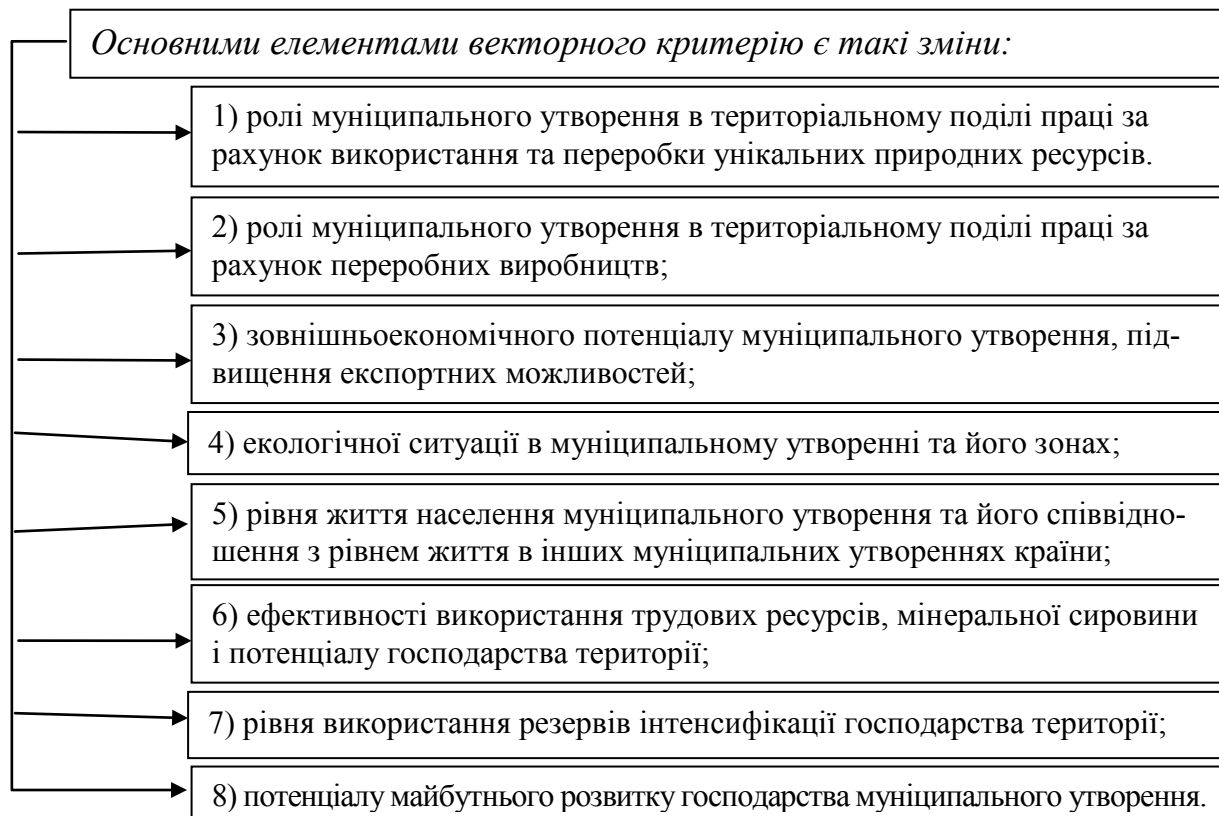 Основними елементами векторного критерію є такі зміни:
1) ролі муніципального утворення в територіальному поділі праці за
рахунок використання та переробки унікальних природних ресурсів.
2) ролі муніципального утворення в територіальному поділі праці за
рахунок переробних виробництв;
3) зовнішньоекономічного потенціалу муніципального утворення, під-
вищення експортних можливостей;
4) екологічної ситуації в муніципальному утворенні та його зонах;
5) рівня життя населення муніципального утворення та його співвідно-
шення з рівнем життя в інших муніципальних утвореннях країни;
6) ефективності використання трудових ресурсів, мінеральної сировини
і потенціалу господарства території;
7) рівня використання резервів інтенсифікації господарства території;
8) потенціалу майбутнього розвитку господарства муніципального утворення.